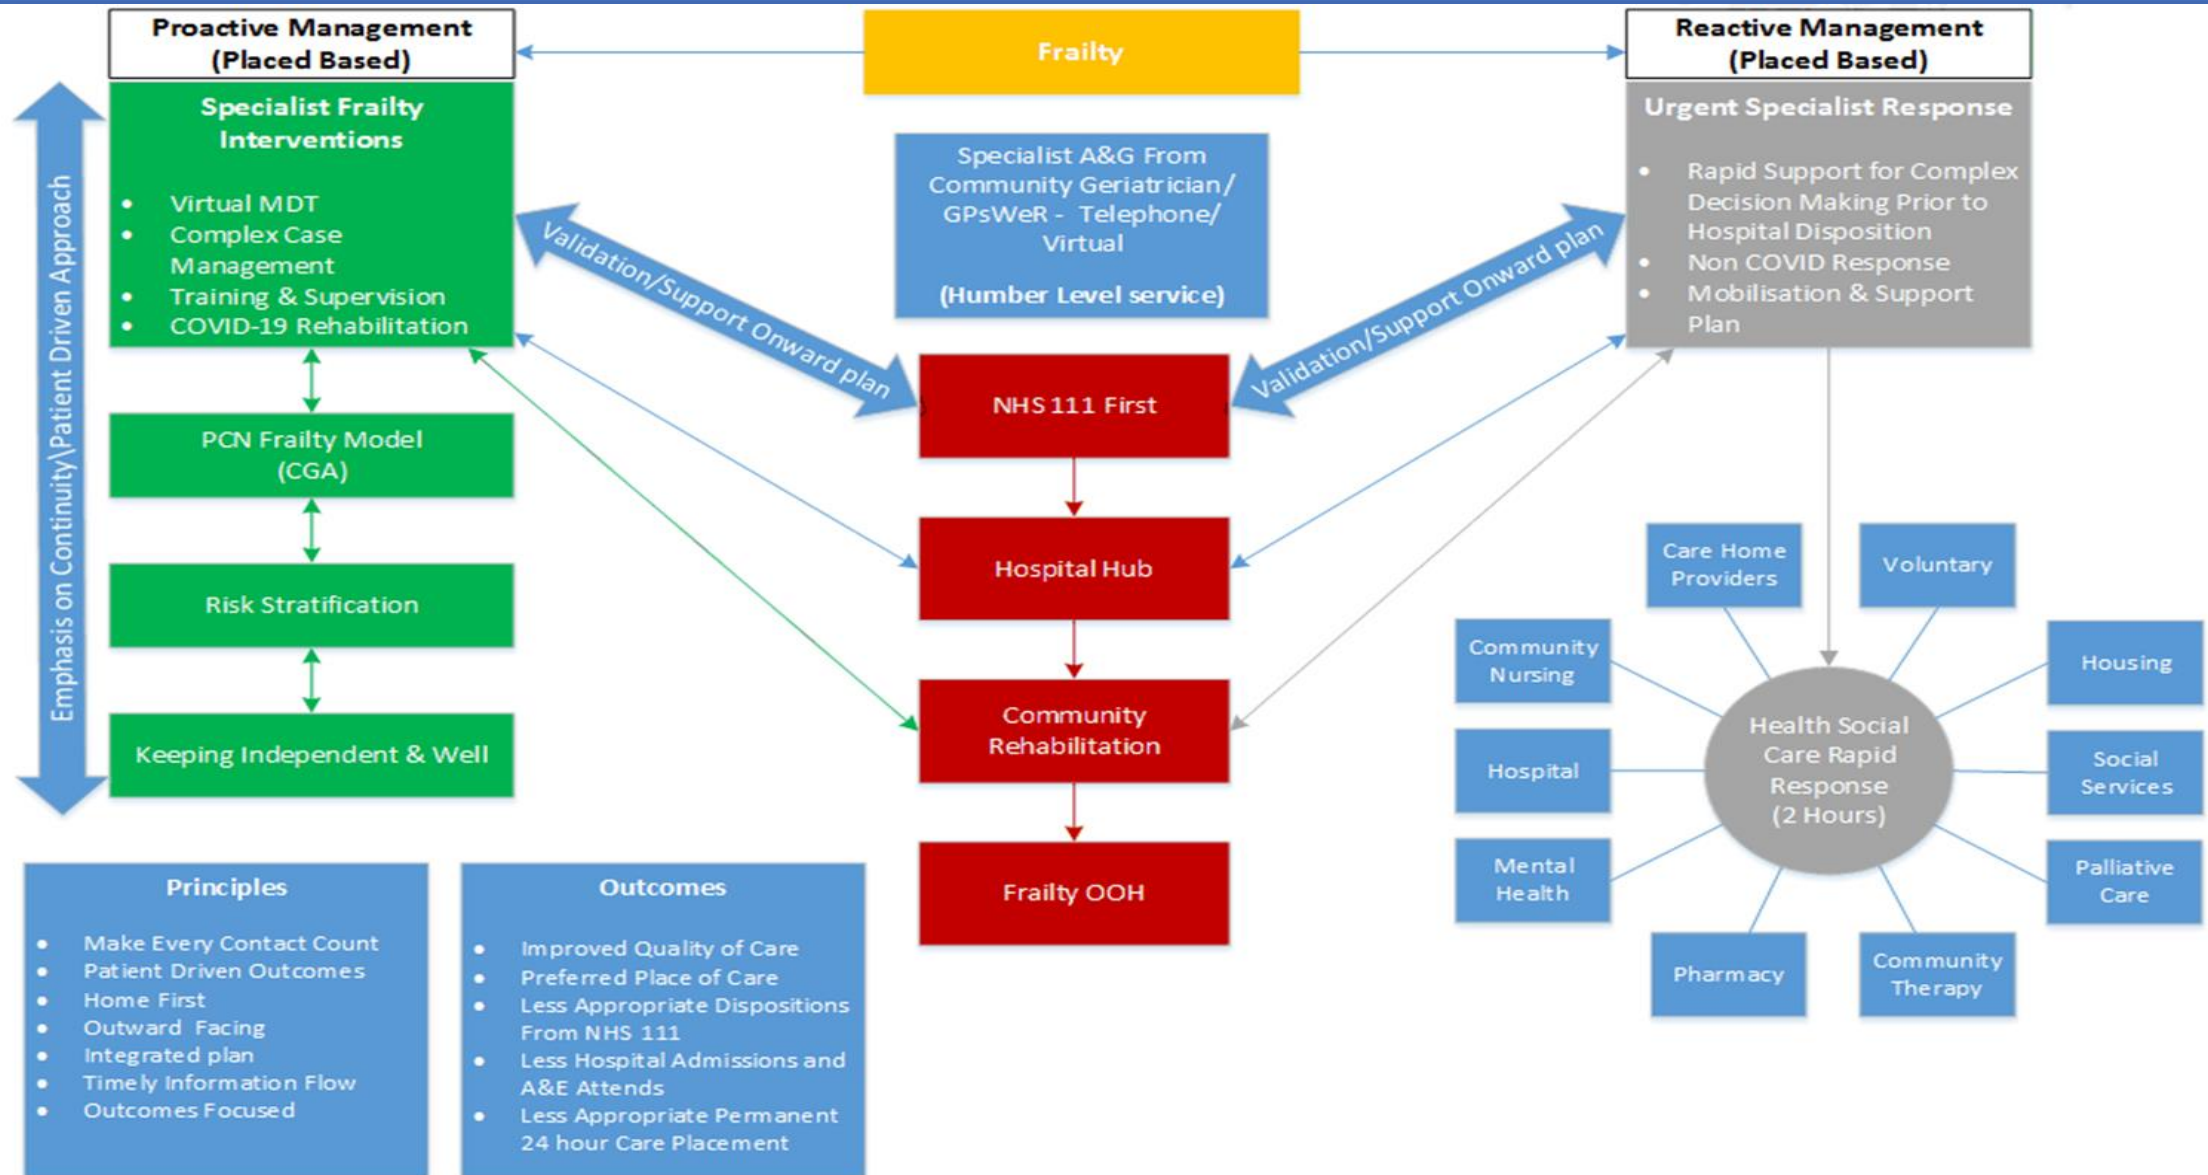 Proactive Management
(Placed Based)
Frailty
Reactive Management
(Placed Based)
Emphasis on Continuity\Patient Driven Approach
Specialist Frailty
Interventions
• Virtual MDT
• Complex Case
Management
• Training & Supervision
• COVID-19 Rehabilitation
PCN Frailty Model
(CGA)
Risk Stratification
Keeping Independent & Well
Validation/Support Onward plan
Specialist A&G From
Community Geriatrician/
GPsWeR - Telephone/
Virtual
(Humber Level service)
Validation/Support Onward plan
NHS 111 First
Hospital Hub
Community
Rehabilitation
Frailty OOH
Urgent Specialist Response
• Rapid Support for Complex
Decision Making Prior to
Hospital Disposition
• Non COVID Response
• Mobilisation & Support
Plan
Care Home
Providers
Voluntary
Community
Nursing
Housing
Health Social
Care Rapid
Response
(2 Hours)
Hospital
Social
Services
Mental
Health
Palliative
Care
Pharmacy
Community
Therapy
Principles
• Make Every Contact Count
• Patient Driven Outcomes
• Home First
• Outward Facing
• Integrated plan
• Timely Information Flow
• Outcomes Focused
Outcomes
• Improved Quality of Care
• Preferred Place of Care
• Less Appropriate Dispositions
From NHS 111
• Less Hospital Admissions and
A&E Attends
• Less Appropriate Permanent
24 hour Care Placement